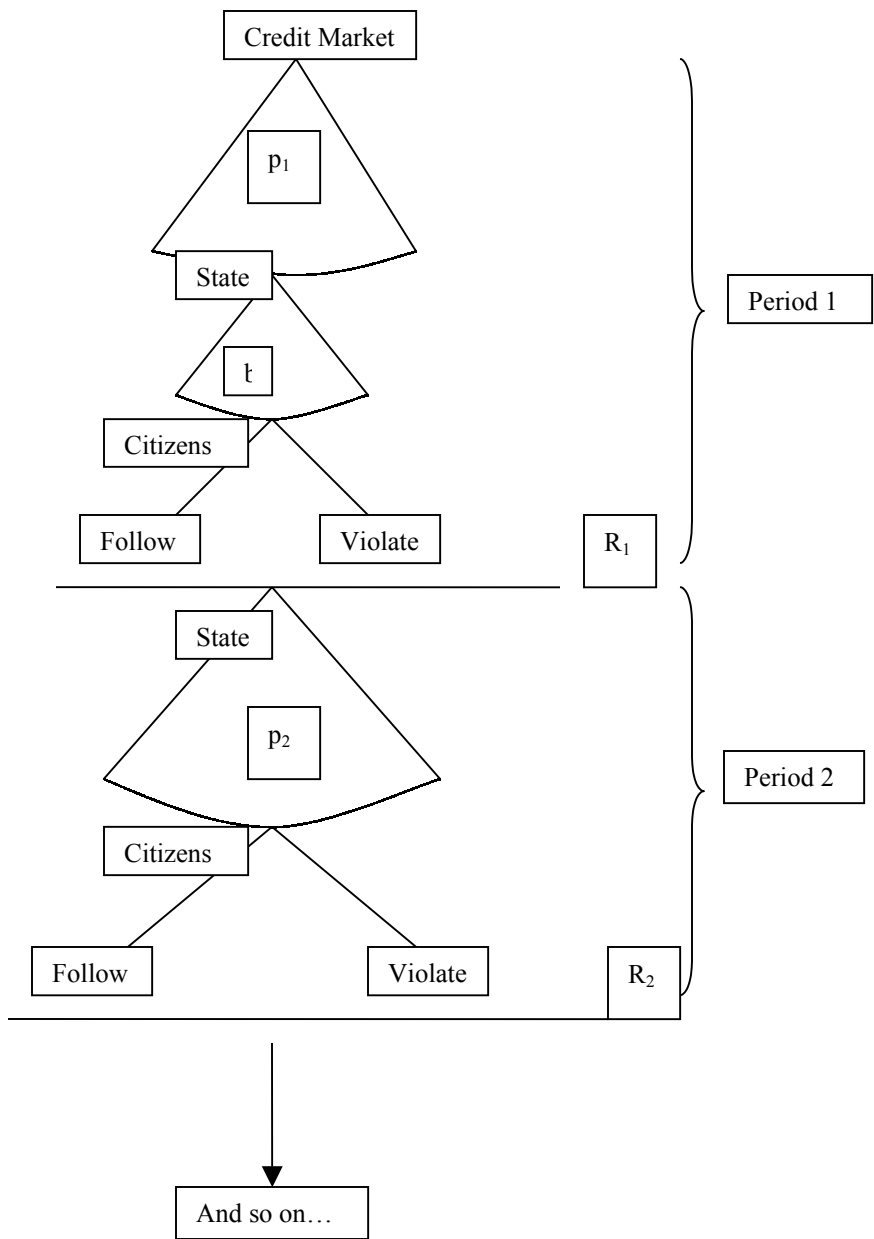 Credit Market
p₁
State
Period 1
Citizens
Follow
Violate
R₁
State
p₂
Period 2
Citizens
Follow
Violate
R₂
And so on…